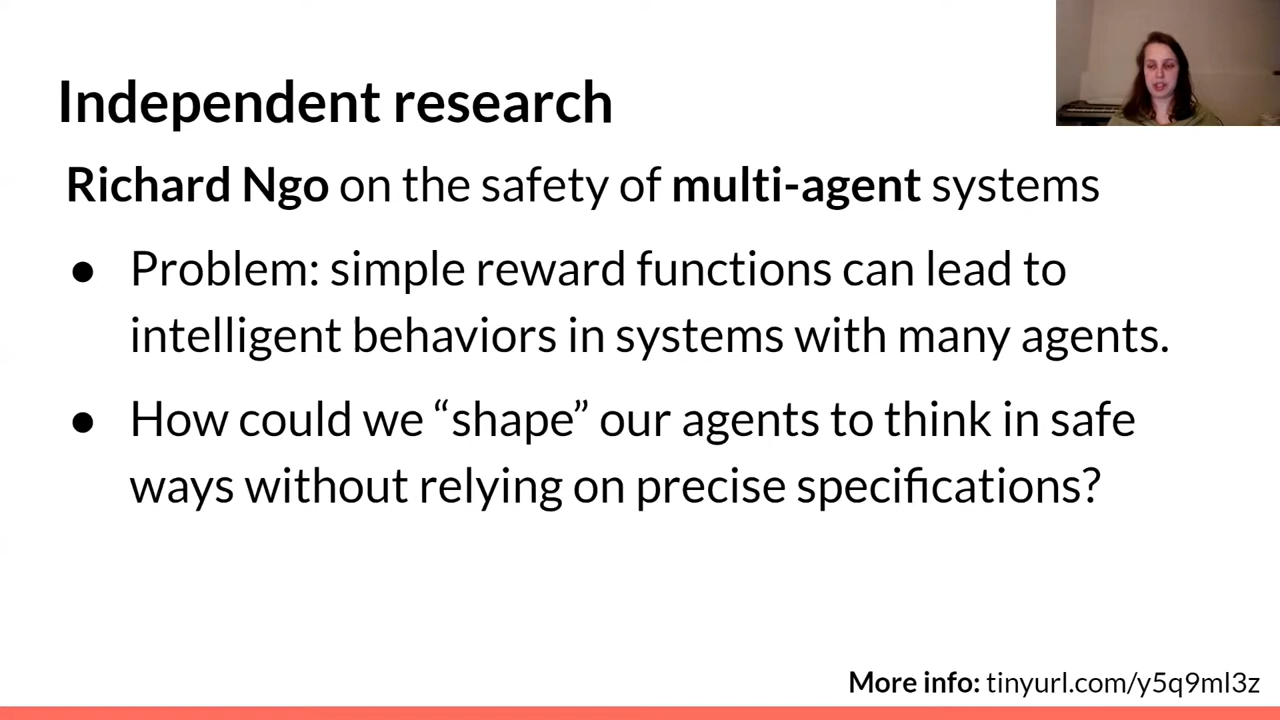 Independent research
Richard Ngo on the safety of multi-agent systems
● Problem: simple reward functions can lead to
intelligent behaviors in systems with many agents.
● How could we “shape” our agents to think in safe
ways without relying on precise specifications?
More info: tinyurl.com/y5q9ml3z